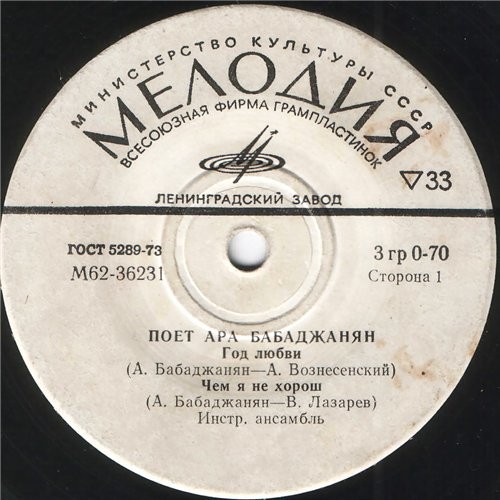 МИНИСТЕРСТВО КУЛЬТУРЫ СССР
МЕЛОДИЯ
ВСЕСОЮЗНАЯ ФИРМА ГРАМПЛАСТИНОК
▽33
ЛЕНИНГРАДСКИЙ ЗАВОД
ГОСТ 5289-73
3 гр 0-70
М62-36231
Сторона 1
ПОЕТ АРА БАБАДЖАНЯН
Год любви
(А. Бабаджанян—А. Вознесенский)
Чем я не хорош
(А. Бабаджанян—В. Лазарев)
Инстр. ансамбль